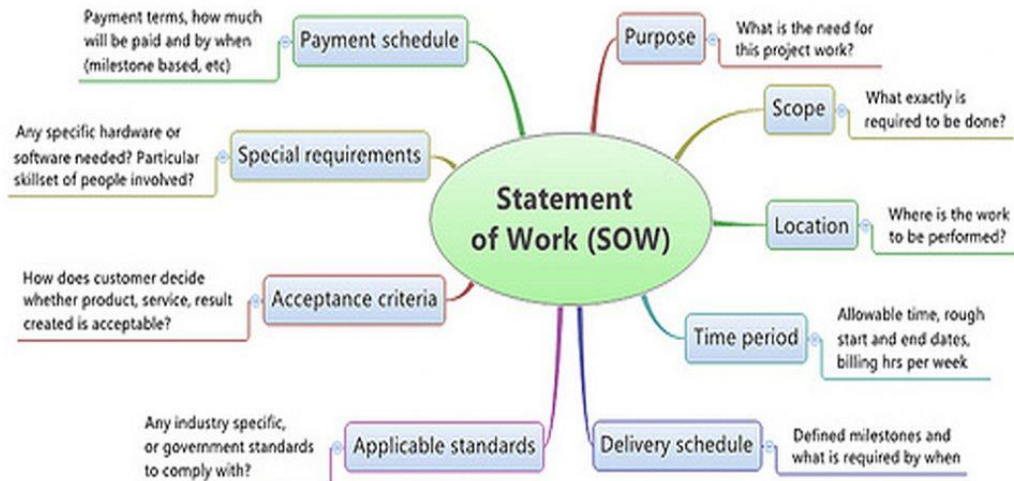 Statement
of Work (SOW)
Purpose
What is the need for
this project work?
Scope
What exactly is
required to be done?
Location
Where is the work
to be performed?
Time period
Allowable time, rough
start and end dates,
billing hrs per week
Delivery schedule
Defined milestones and
what is required by when
Applicable standards
Any industry specific,
or government standards
to comply with?
Acceptance criteria
How does customer decide
whether product, service, result
created is acceptable?
Special requirements
Any specific hardware or
software needed? Particular
skillset of people involved?
Payment schedule
Payment terms, how much
will be paid and by when
(milestone based, etc)